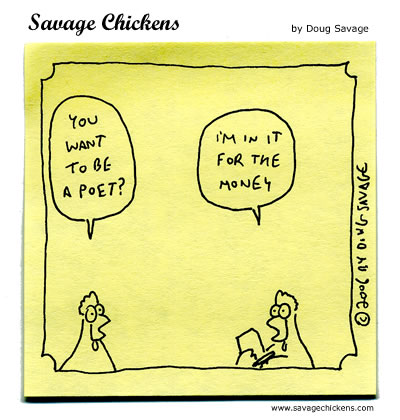 Savage Chickens
by Doug Savage
YOU
WANT
TO BE
A POET?
I'M IN IT
FOR THE
MONEY
© 2006 BY DOUG SAVAGE
www.savagechickens.com